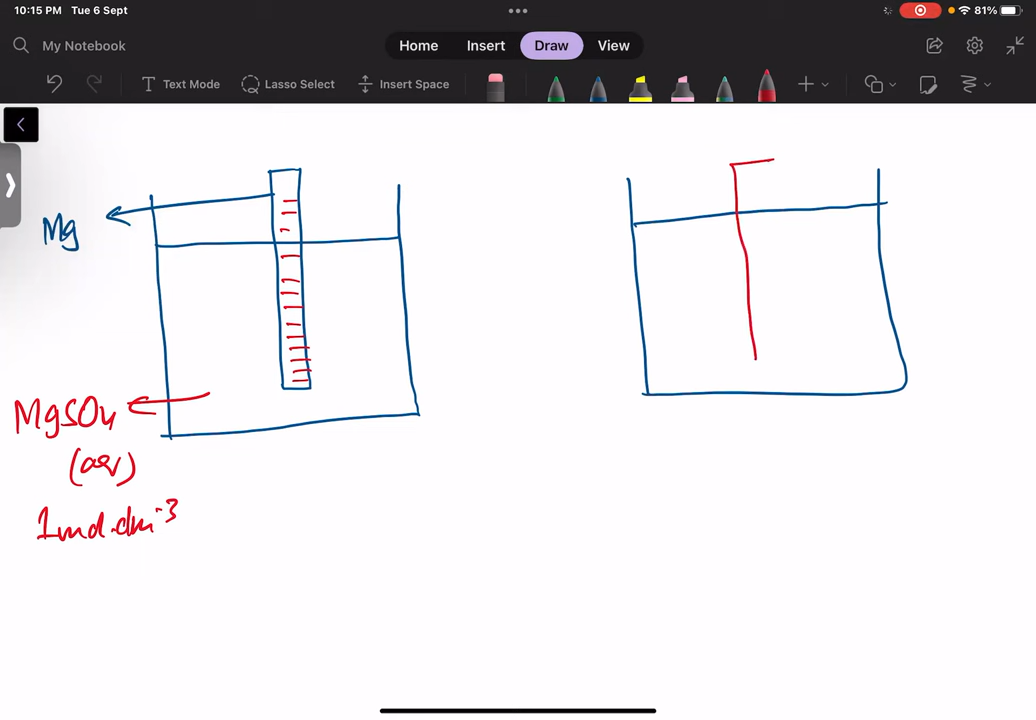 10:15 PM Tue 6 Sept
81%
My Notebook
Home Insert Draw View
Text Mode Lasso Select Insert Space
Mg
MgSO4
(aq)
1mol.dm-3